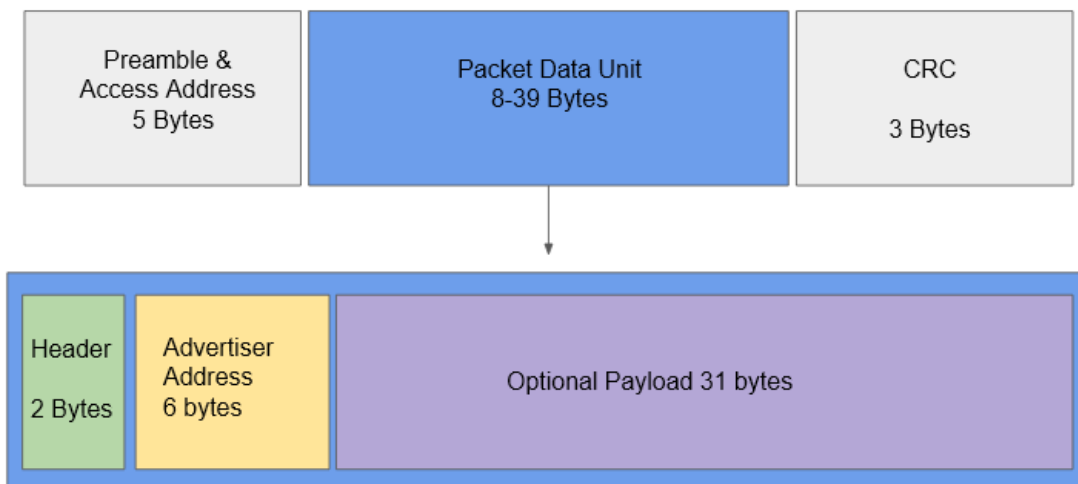 Preamble &
Access Address
5 Bytes
Packet Data Unit
8-39 Bytes
CRC
3 Bytes
Header
2 Bytes
Advertiser
Address
6 bytes
Optional Payload 31 bytes